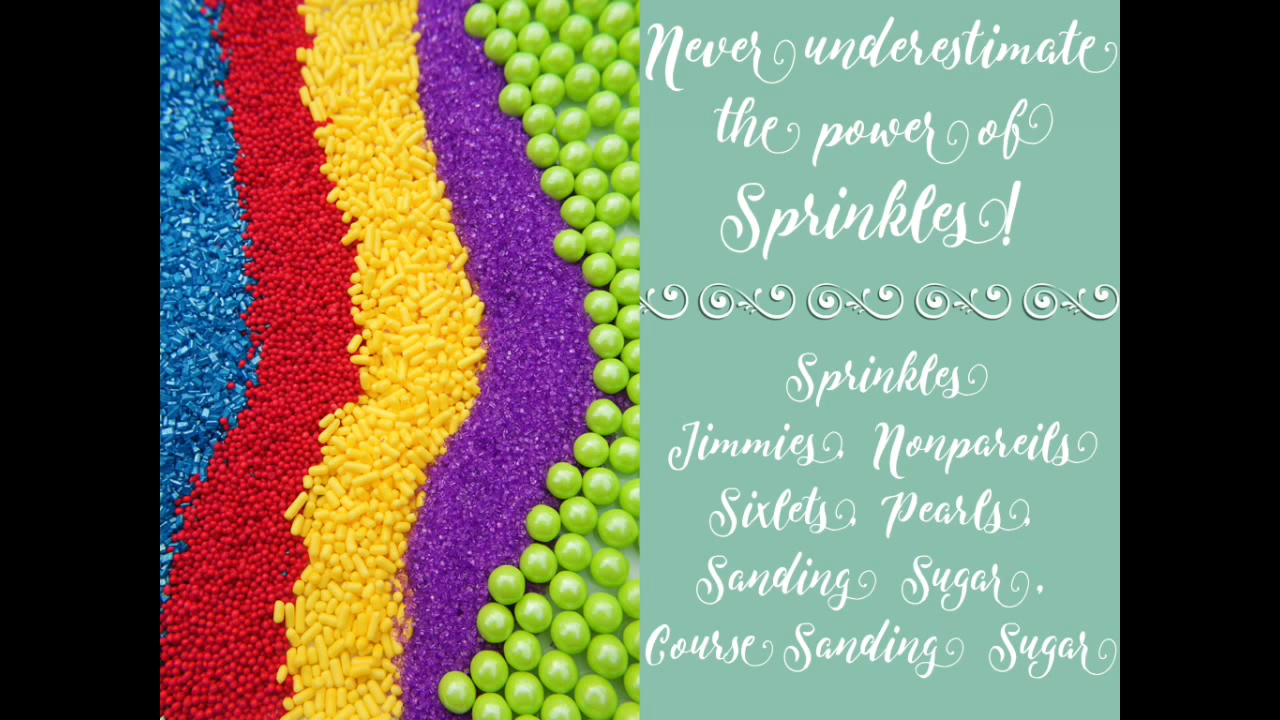 Never underestimate
the power of
Sprinkles!
Sprinkles
Jimmies, Nonpareils
Sixlets, Pearls,
Sanding Sugar,
Course Sanding Sugar